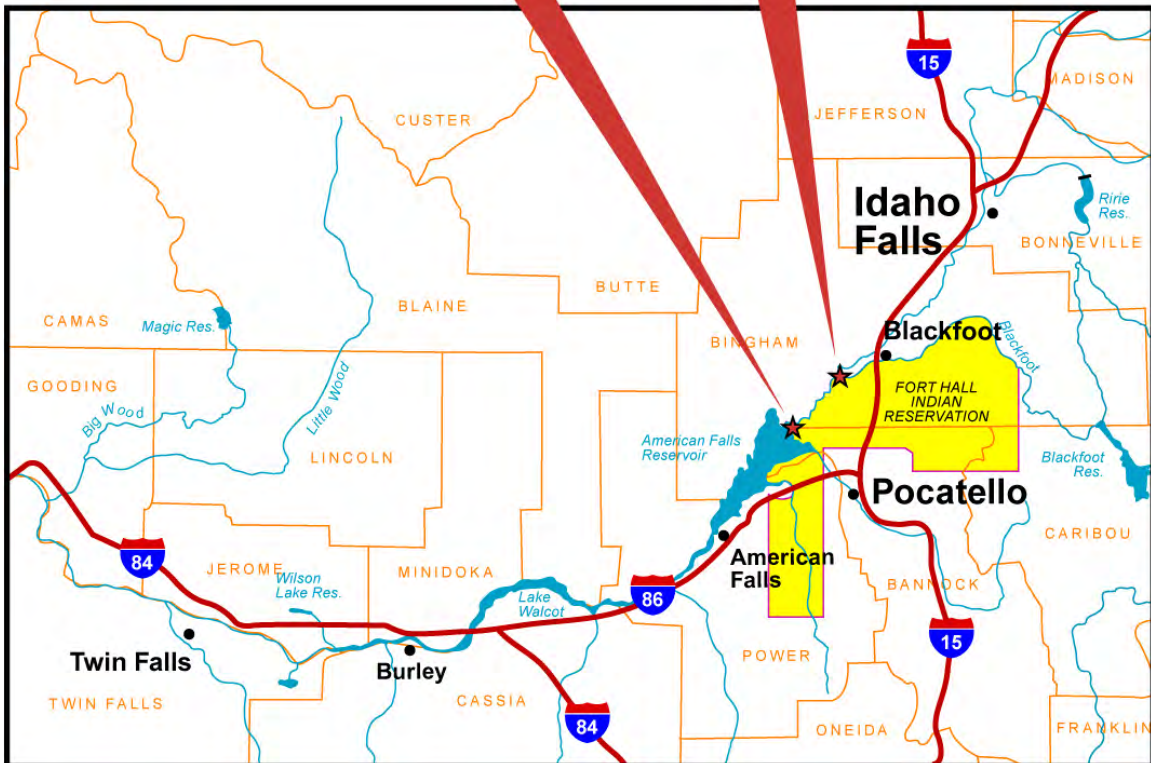 15
MADISON
JEFFERSON
CUSTER
Idaho
Falls
Ririe
Res.
BONNEVILLE
BUTTE
BLAINE
CAMAS
Magic Res.
BINGHAM
Blackfoot
Blackfoot
GOODING
FORT HALL
INDIAN
RESERVATION
Big Wood
Little Wood
American Falls
Reservoir
LINCOLN
Blackfoot
Res.
Pocatello
CARIBOU
84
American
Falls
JEROME
Wilson
Lake Res.
MINIDOKA
BANNOCK
Lake
Walcot
86
15
Twin Falls
Burley
POWER
TWIN FALLS
CASSIA
84
ONEIDA
FRANKLIN